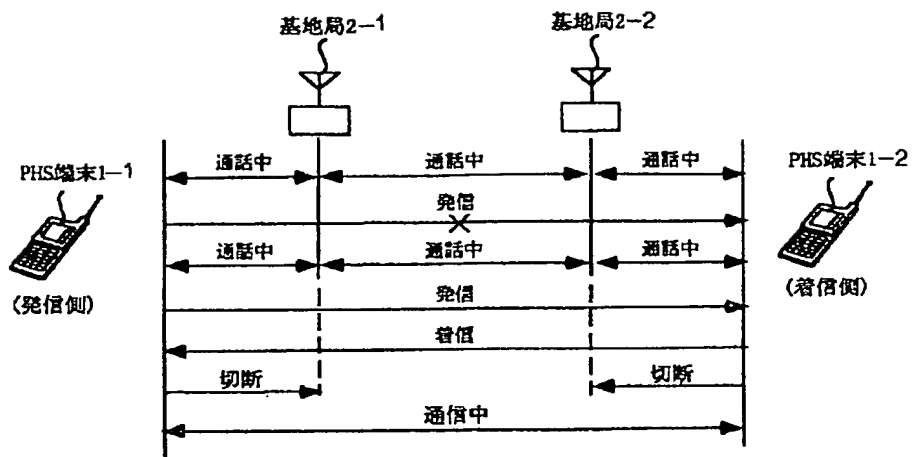 基地局2-1
基地局2-2
通話中 通話中 通話中
PHS端末1-1
PHS端末1-2
発信
通話中 通話中 通話中
(発信側)
(着信側)
発信
着信
切断 切断
通信中